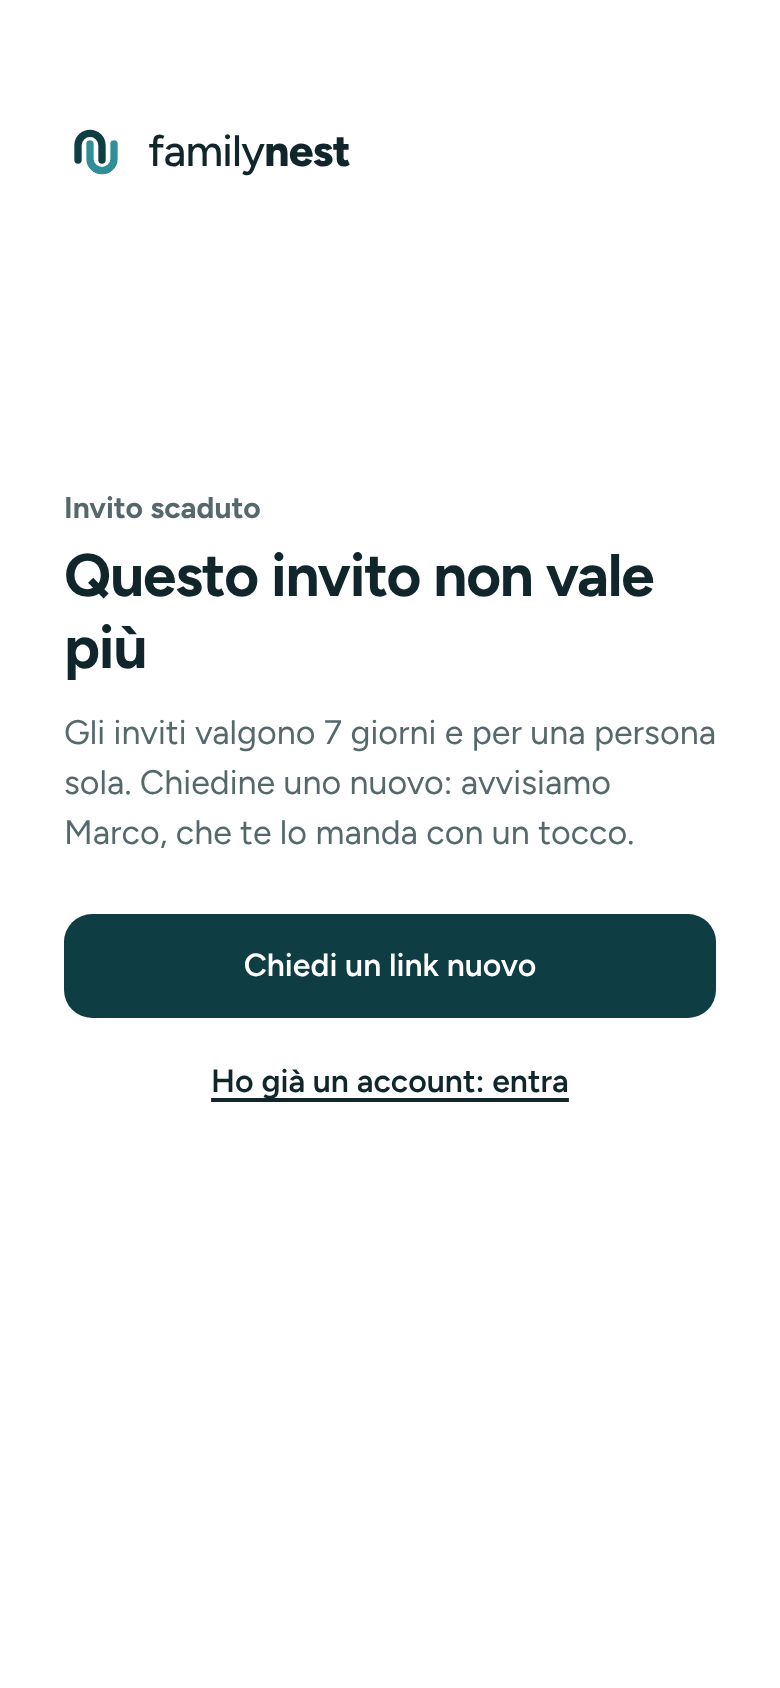 familynest
Invito scaduto
Questo invito non vale
più
Gli inviti valgono 7 giorni e per una persona
sola. Chiedine uno nuovo: avvisiamo
Marco, che te lo manda con un tocco.
Chiedi un link nuovo
Ho già un account: entra